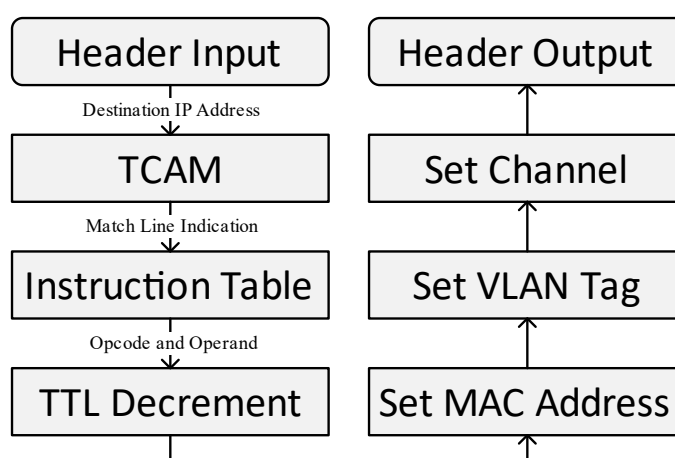 Header Input
Destination IP Address
TCAM
Match Line Indication
Instruction Table
Opcode and Operand
TTL Decrement
Header Output
Set Channel
Set VLAN Tag
Set MAC Address